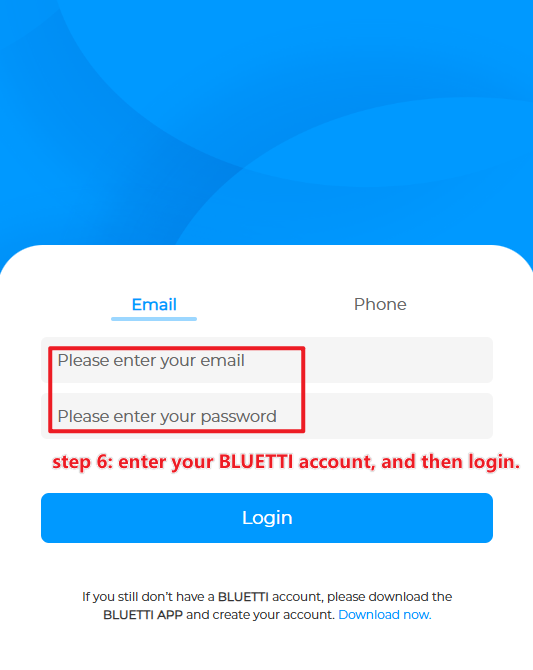 Email
Phone
Please enter your email
Please enter your password
step 6: enter your BLUETTI account, and then login.
Login
If you still don't have a BLUETTI account, please download the
BLUETTI APP and create your account. Download now.